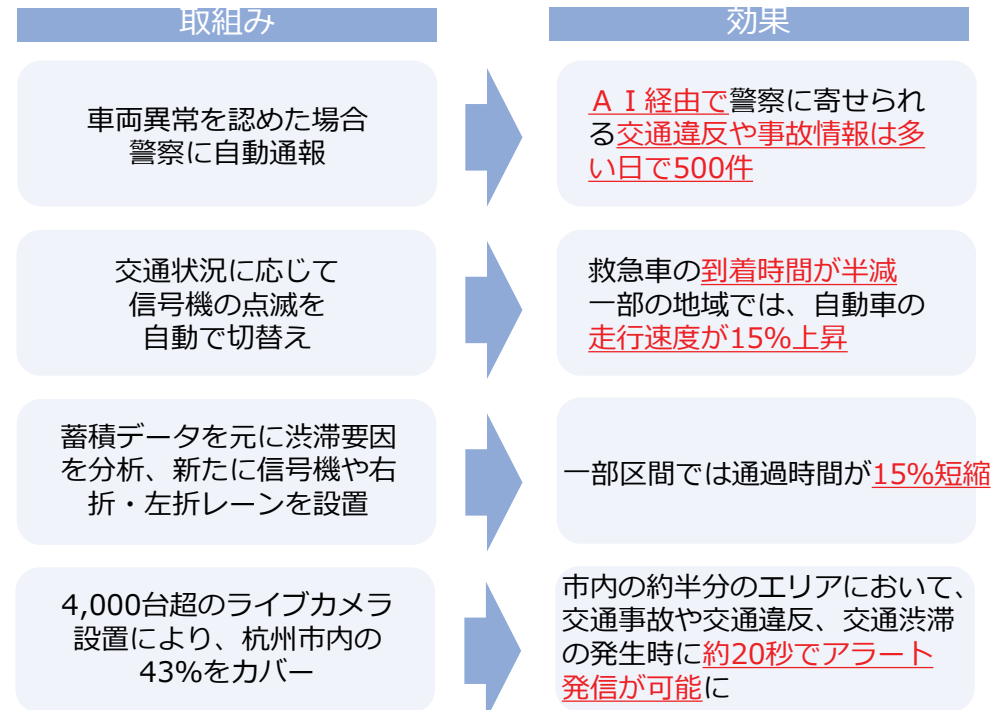 取組み
効果
車両異常を認めた場合
警察に自動通報
ＡＩ経由で警察に寄せられ
る交通違反や事故情報は多
い日で500件
交通状況に応じて
信号機の点滅を
自動で切替え
救急車の到着時間が半減
一部の地域では、自動車の
走行速度が15%上昇
蓄積データを元に渋滞要因
を分析、新たに信号機や右
折・左折レーンを設置
一部区間では通過時間が15%短縮
4,000台超のライブカメラ
設置により、杭州市内の
43%をカバー
市内の約半分のエリアにおいて、
交通事故や交通違反、交通渋滞
の発生時に約20秒でアラート
発信が可能に